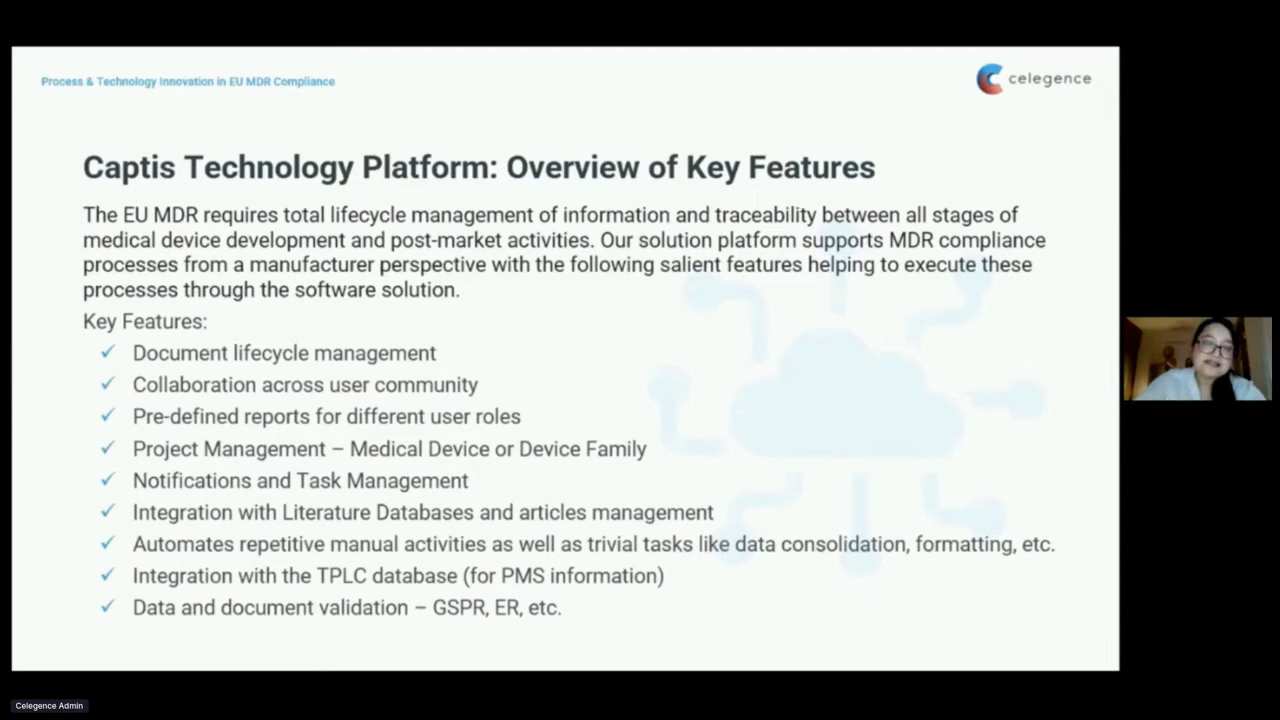 Process & Technology Innovation in EU MDR Compliance
celegence
Captis Technology Platform: Overview of Key Features
The EU MDR requires total lifecycle management of information and traceability between all stages of
medical device development and post-market activities. Our solution platform supports MDR compliance
processes from a manufacturer perspective with the following salient features helping to execute these
processes through the software solution.
Key Features:
✓ Document lifecycle management
✓ Collaboration across user community
✓ Pre-defined reports for different user roles
✓ Project Management – Medical Device or Device Family
✓ Notifications and Task Management
✓ Integration with Literature Databases and articles management
✓ Automates repetitive manual activities as well as trivial tasks like data consolidation, formatting, etc.
✓ Integration with the TPLC database (for PMS information)
✓ Data and document validation – GSPR, ER, etc.
Celegence Admin